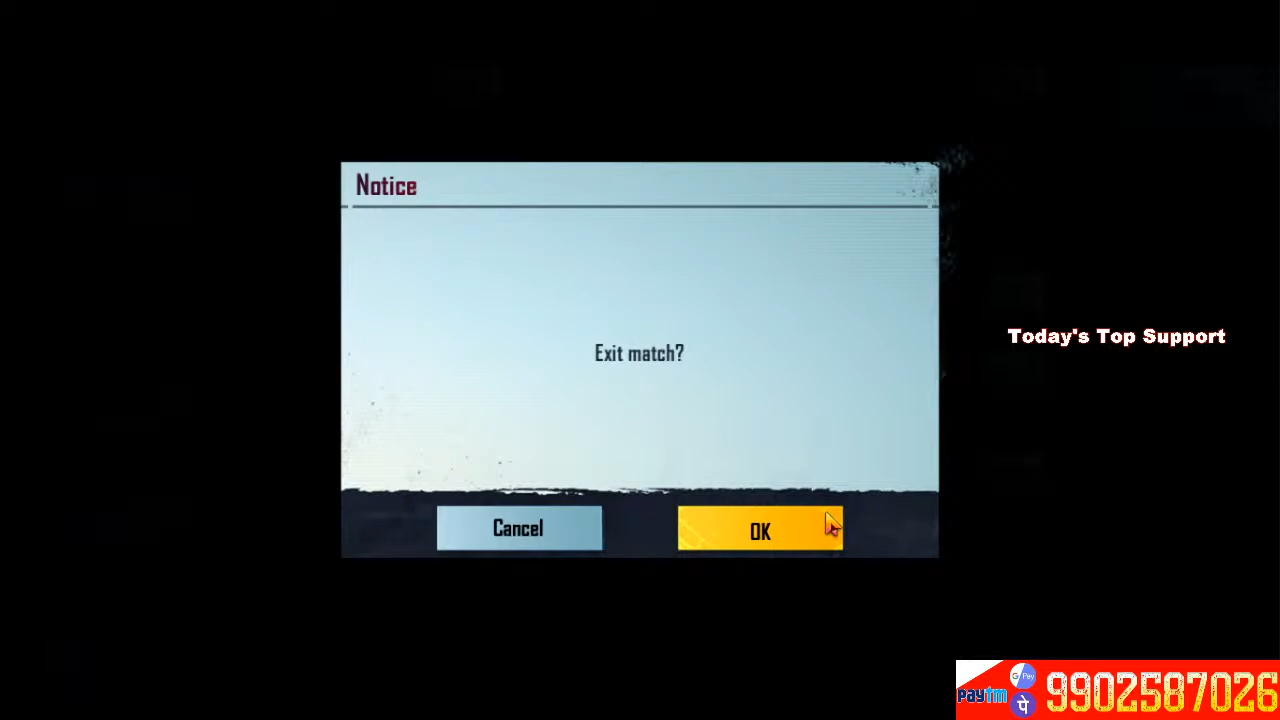 Notice
Exit match?
Today's Top Support
Cancel
OK
G Pay
paytm
पे
9902587026